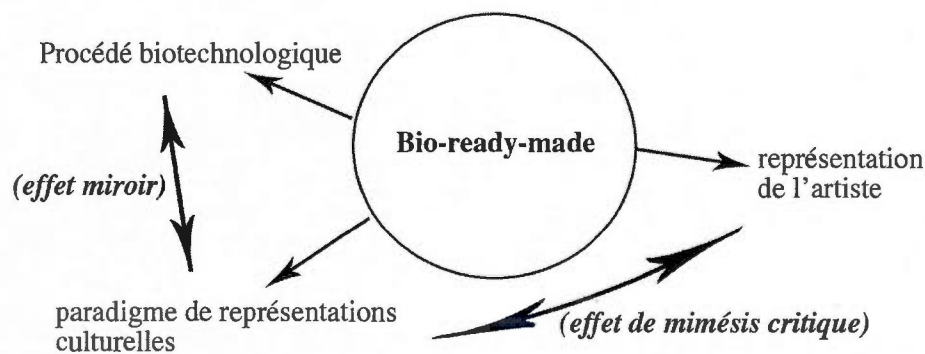 Procédé biotechnologique
Bio-ready-made
représentation
de l'artiste
(effet miroir)
paradigme de représentations
culturelles
(effet de mimésis critique)